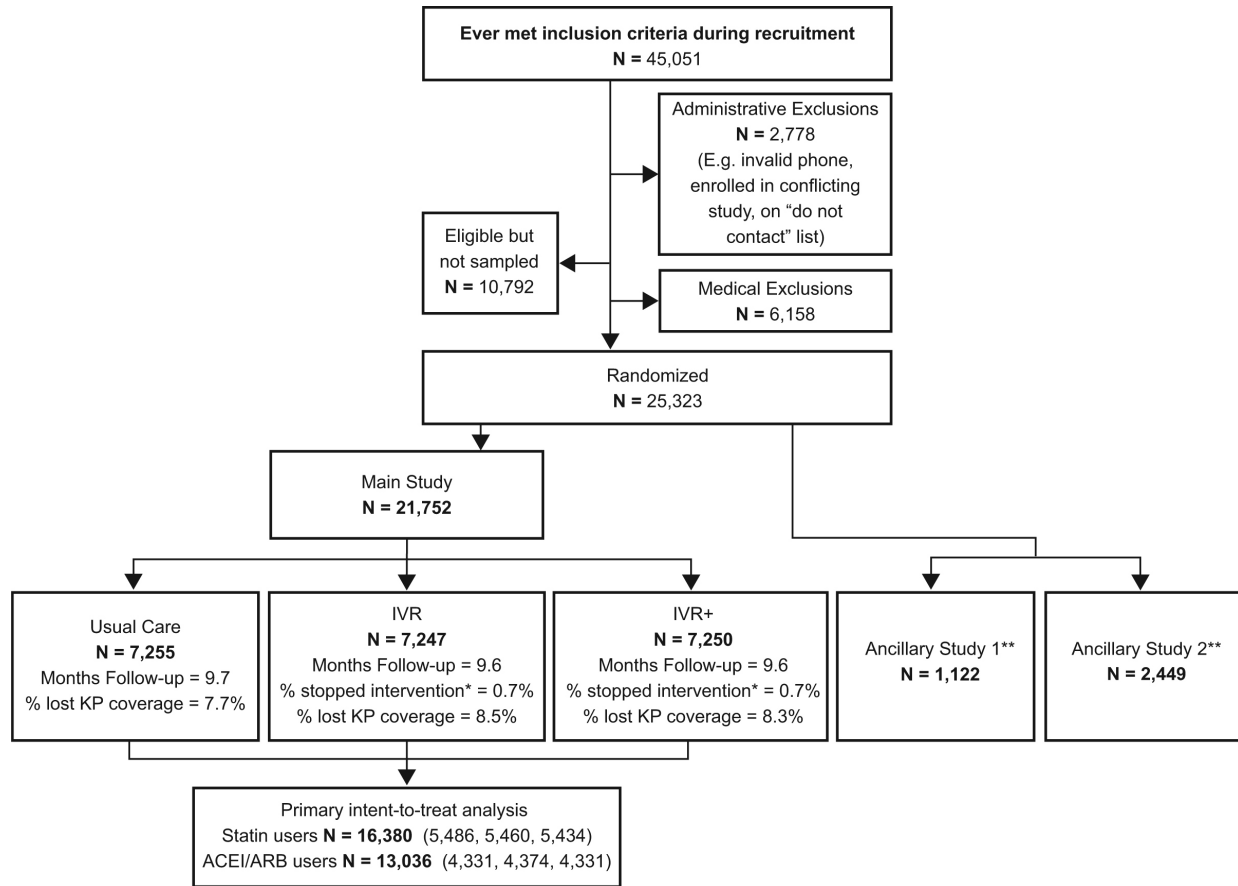 Ever met inclusion criteria during recruitment
N = 45,051
Administrative Exclusions
N = 2,778
(E.g. invalid phone,
enrolled in conflicting
study, on “do not
contact” list)
Eligible but
not sampled
N = 10,792
Medical Exclusions
N = 6,158
Randomized
N = 25,323
Main Study
N = 21,752
Usual Care
N = 7,255
Months Follow-up = 9.7
% lost KP coverage = 7.7%
IVR
N = 7,247
Months Follow-up = 9.6
% stopped intervention* = 0.7%
% lost KP coverage = 8.5%
IVR+
N = 7,250
Months Follow-up = 9.6
% stopped intervention* = 0.7%
% lost KP coverage = 8.3%
Ancillary Study 1**
N = 1,122
Ancillary Study 2**
N = 2,449
Primary intent-to-treat analysis
Statin users N = 16,380 (5,486, 5,460, 5,434)
ACEI/ARB users N = 13,036 (4,331, 4,374, 4,331)